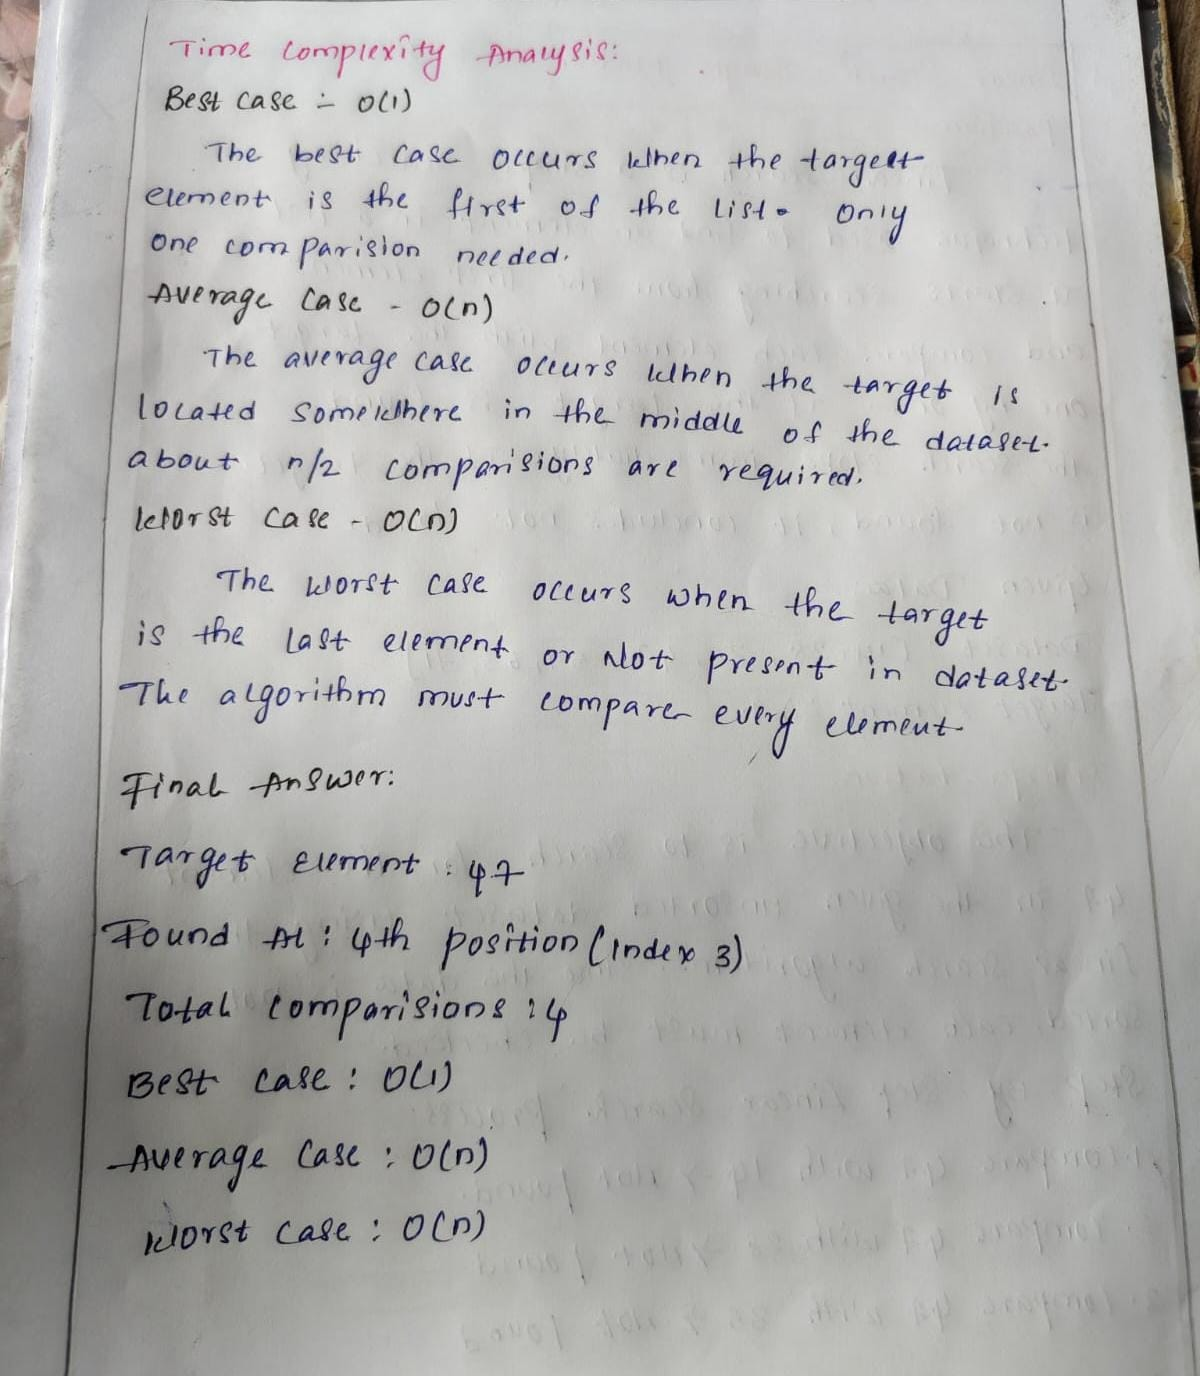 Time Complexity Analysis:
Best case :- O(1)
The best case occurs when the targett
element is the first of the list. Only
one comparision needed.
Average Case - O(n)
The average case occurs when the target is
located somewhere in the middle of the dataset.
about n/2 comparisions are required.
Worst case - O(n)
The worst case occurs when the target
is the last element or Not present in dataset.
The algorithm must compare every element
Final Answer:
Target Element : 47
Found At : 4th position (Index 3)
Total comparisions : 4
Best case : O(1)
Average Case : O(n)
Worst case : O(n)